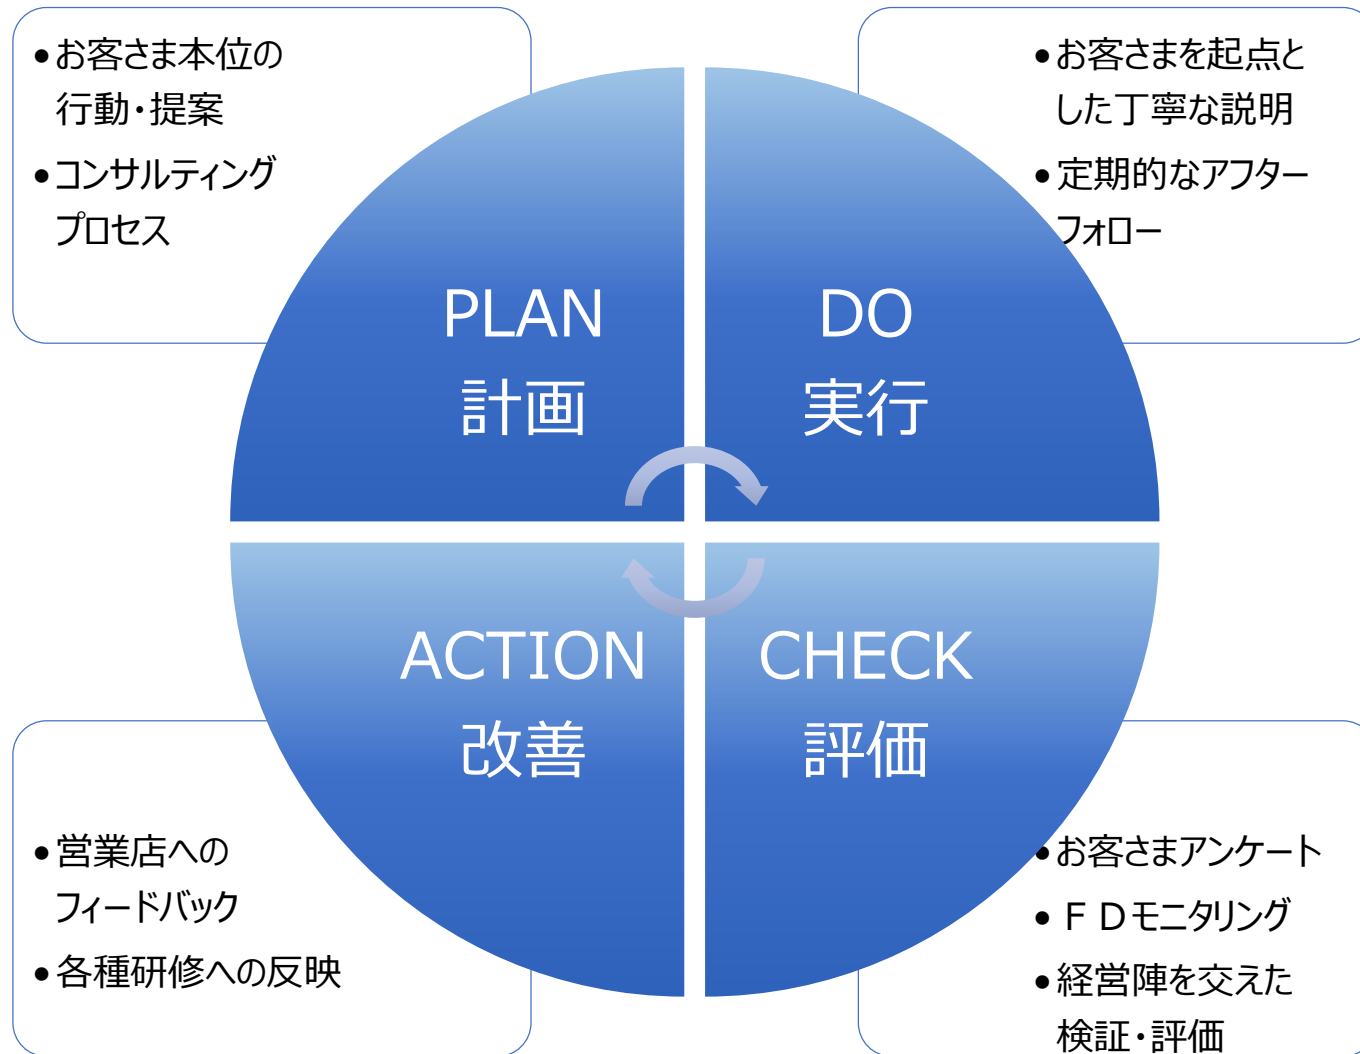 •お客さま本位の
行動・提案
•コンサルティング
プロセス
PLAN
計画
•お客さまを起点と
した丁寧な説明
•定期的なアフター
フォロー
DO
実行
ACTION
改善
•営業店への
フィードバック
•各種研修への反映
CHECK
評価
•お客さまアンケート
•ＦＤモニタリング
•経営陣を交えた
検証・評価